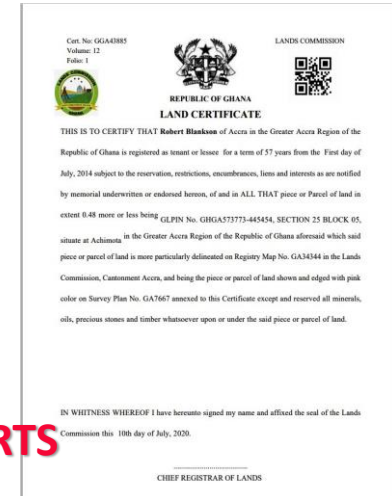 Cert. No: GGA43885
Volume: 12
Folio: 1
LANDS COMMISSION
REPUBLIC OF GHANA
LAND CERTIFICATE
THIS IS TO CERTIFY THAT Robert Blankson of Accra in the Greater Accra Region of the
Republic of Ghana is registered as tenant or lessee for a term of 57 years from the First day of
July, 2014 subject to the reservation, restrictions, encumbrances, liens and interests as are notified
by memorial underwritten or endorsed hereon, of and in ALL THAT piece or Parcel of land in
extent 0.48 more or less being GLPIN No. GHGA573773-445454, SECTION 25 BLOCK 05,
situate at Achimota in the Greater Accra Region of the Republic of Ghana aforesaid which said
piece or parcel of land is more particularly delineated on Registry Map No. GA34344 in the Lands
Commission, Cantonment Accra, and being the piece or parcel of land shown and edged with pink
color on Survey Plan No. GA7667 annexed to this Certificate except and reserved all minerals,
oils, precious stones and timber whatsoever upon or under the said piece or parcel of land.
IN WITNESS WHEREOF I have hereunto signed my name and affixed the seal of the Lands
RTS
Commission this 10th day of July, 2020.
CHIEF REGISTRAR OF LANDS